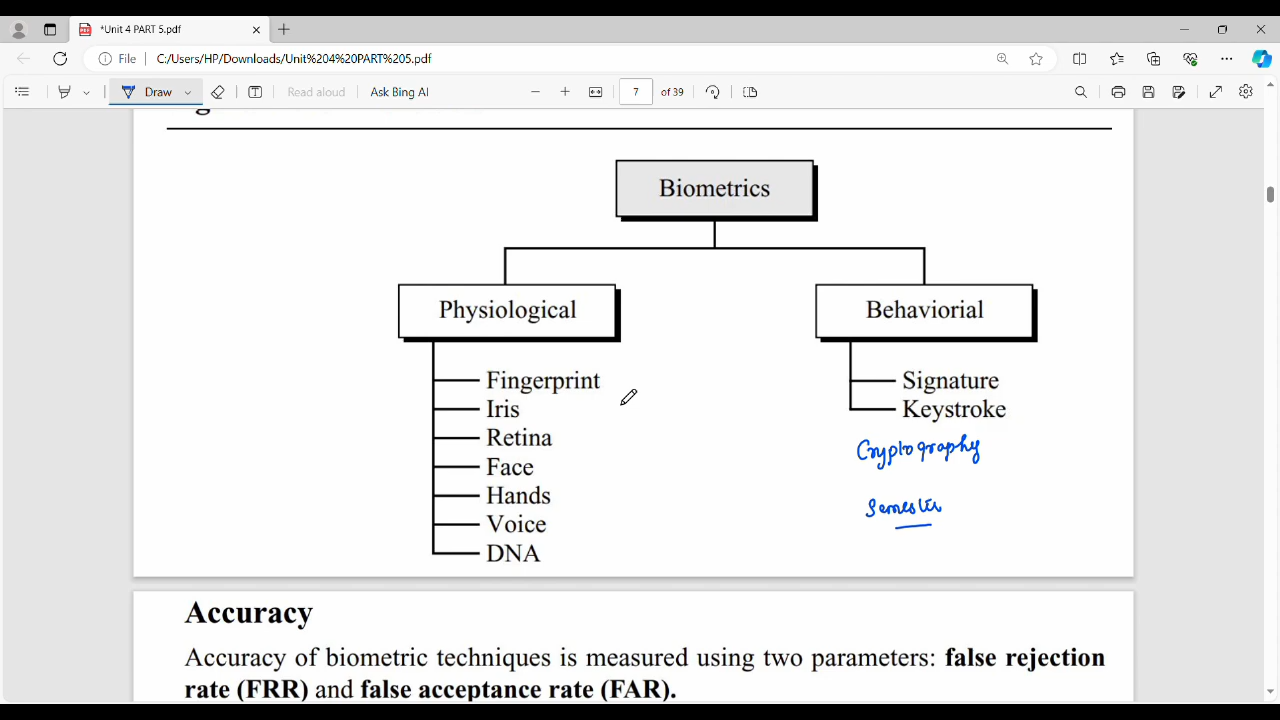 *Unit 4 PART 5.pdf
File
C:/Users/HP/Downloads/Unit%204%20PART%205.pdf
Draw
Read aloud
Ask Bing AI
7
of 39
Biometrics
Physiological
Behaviorial
Fingerprint
Iris
Retina
Face
Hands
Voice
DNA
Signature
Keystroke
Cryptography
Semester
Accuracy
Accuracy of biometric techniques is measured using two parameters: false rejection
rate (FRR) and false acceptance rate (FAR).